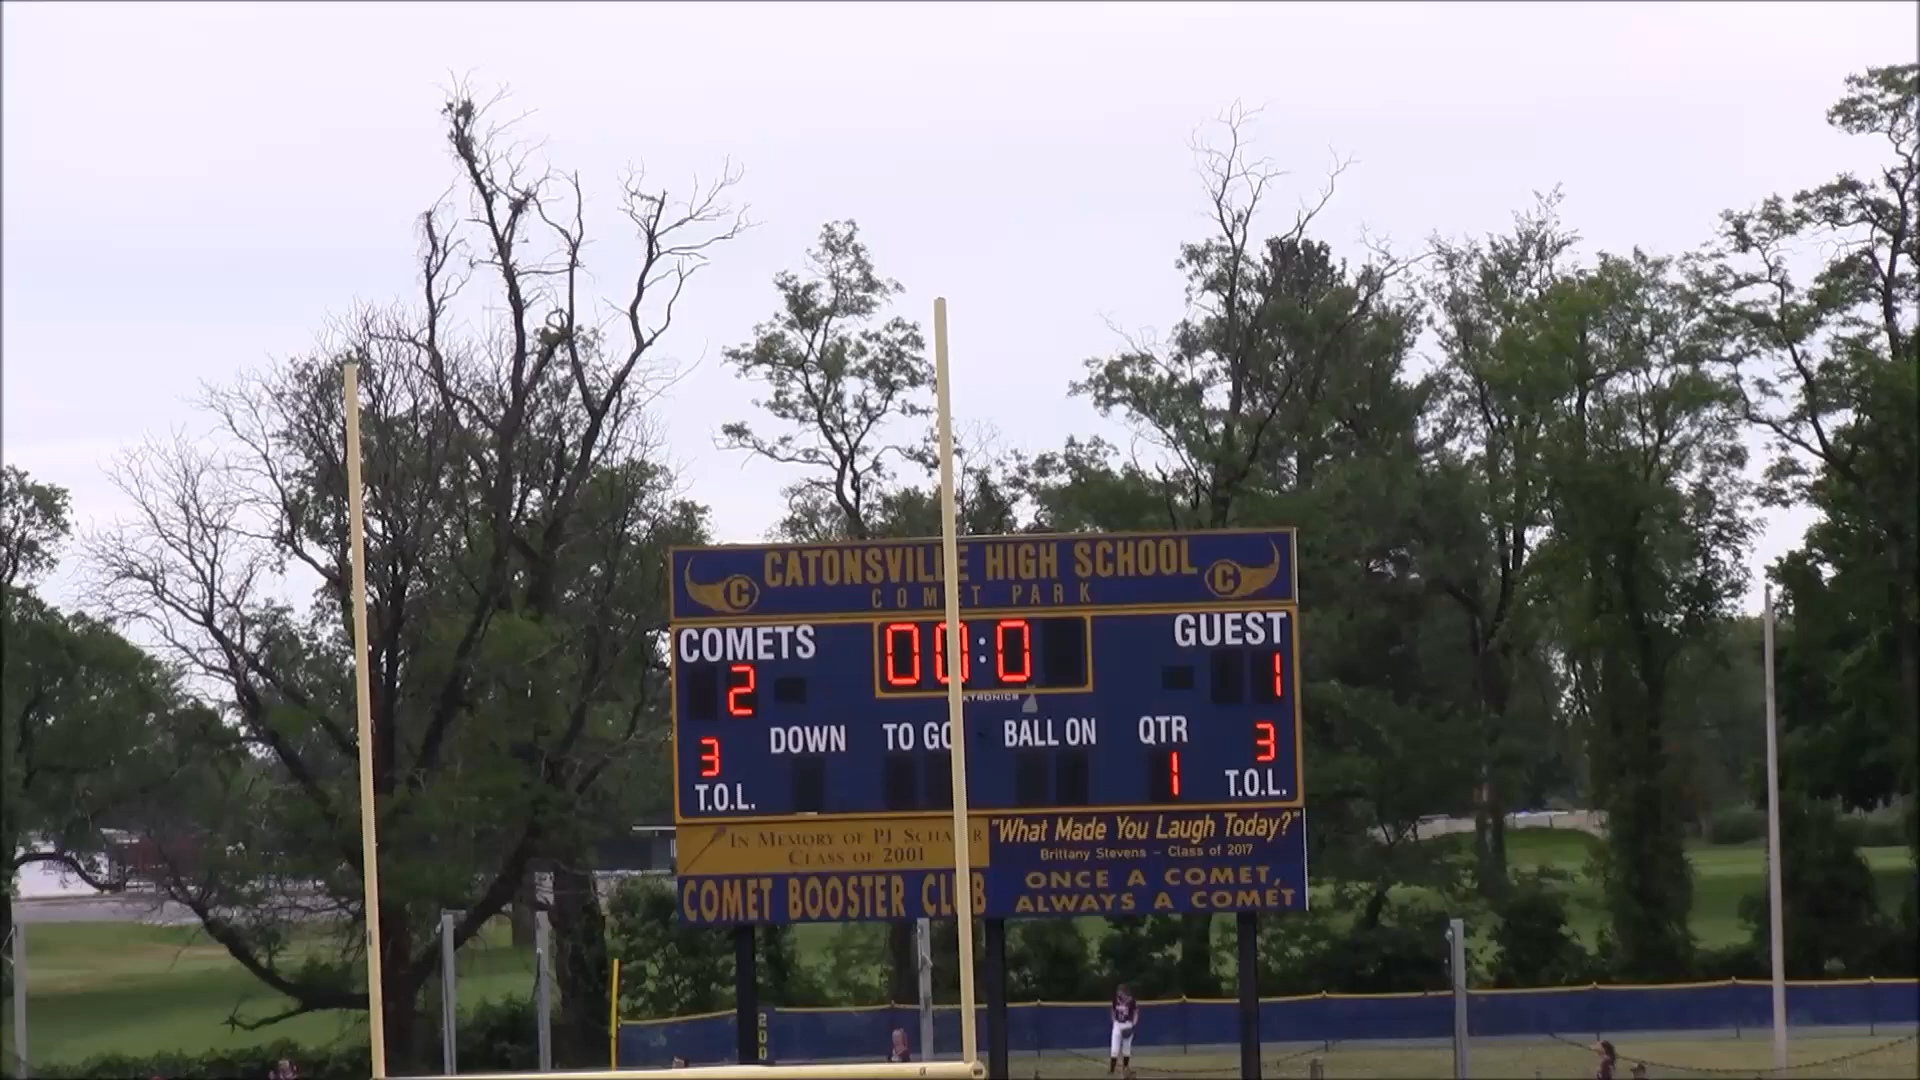 CATONSVILLE HIGH SCHOOL
C C
COMET PARK
COMETS 00:0 GUEST
2 1
DOWN TO GO BALL ON QTR
3 1 3
T.O.L. T.O.L.
IN MEMORY OF PJ
CLASS OF 2001
"What Made You Laugh Today?"
Brittany Stevens – Class of 2017
COMET BOOSTER CLUB
ONCE A COMET,
ALWAYS A COMET
200